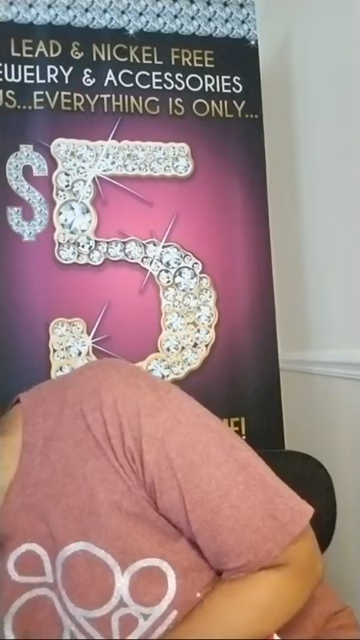 LEAD & NICKEL FREE
EWELRY & ACCESSORIES
US...EVERYTHING IS ONLY...
$5